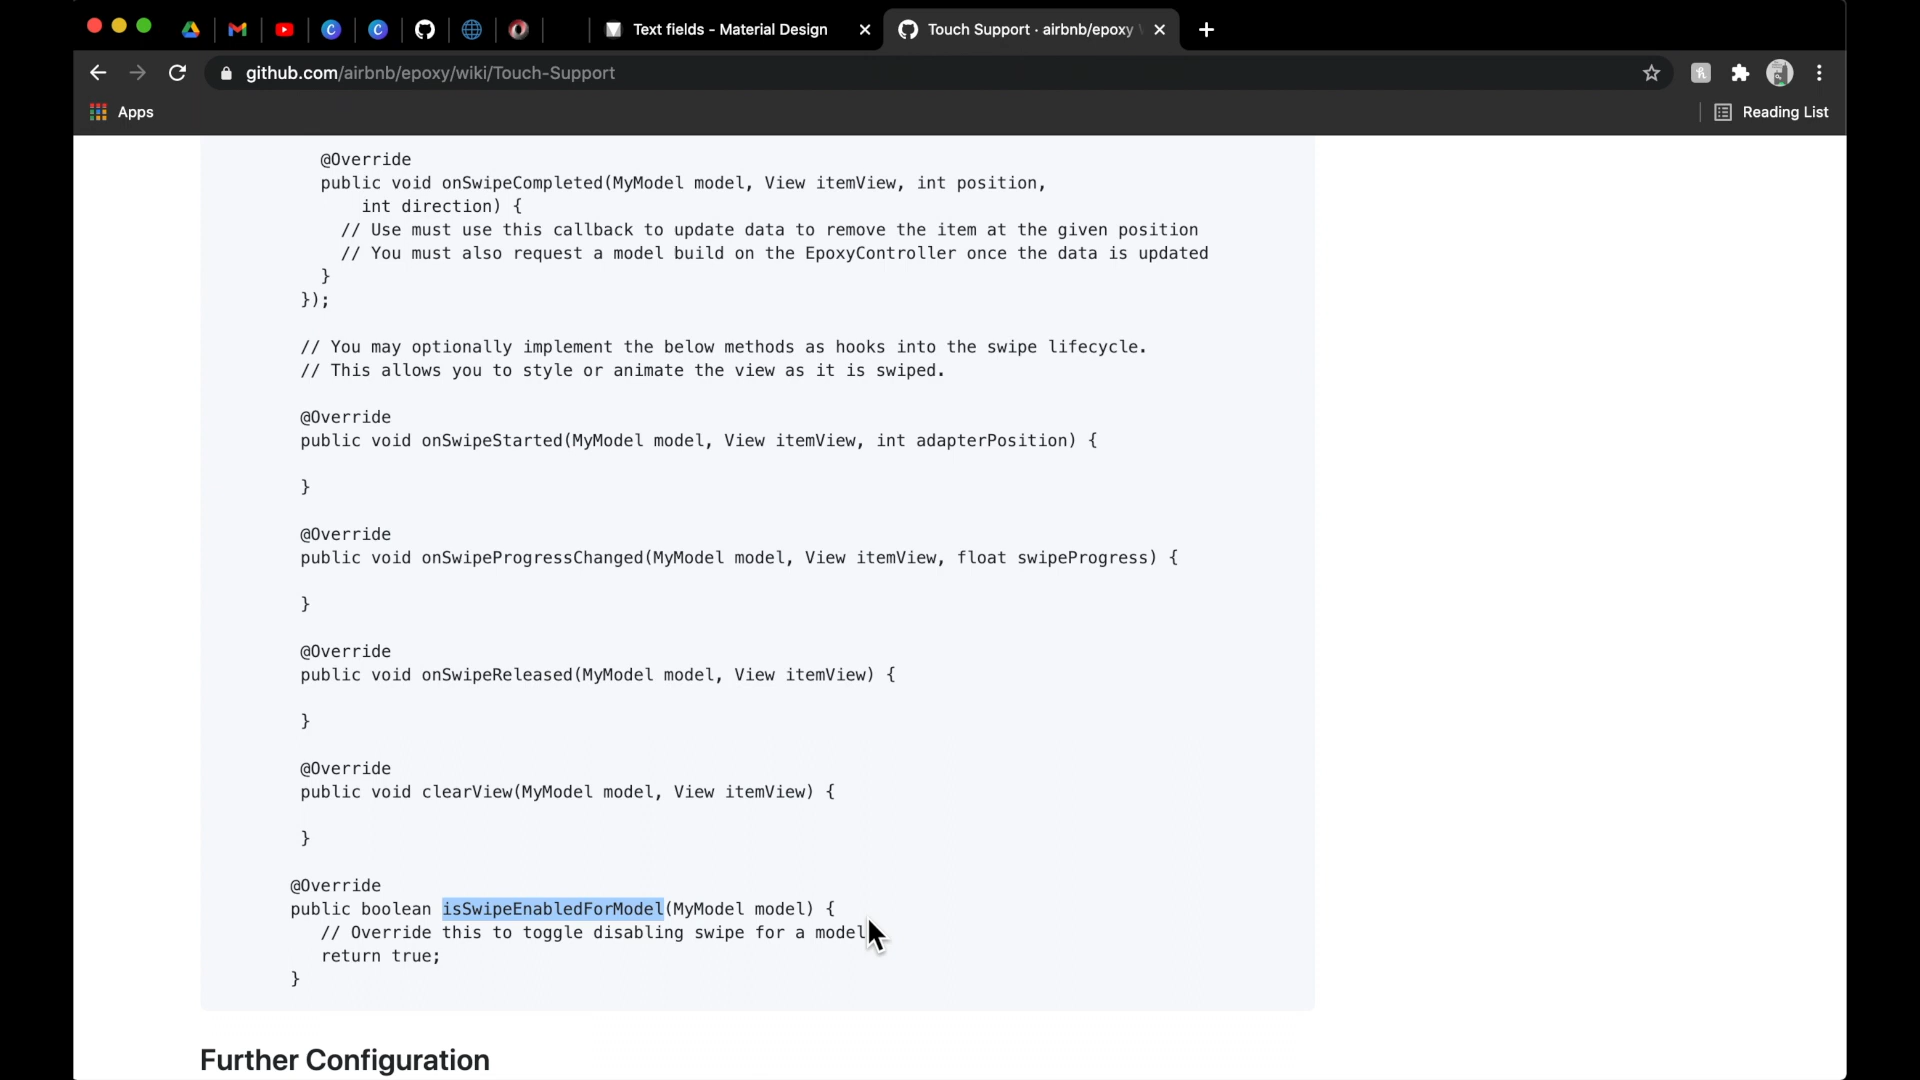 Text fields - Material Design
Touch Support · airbnb/epoxy
github.com/airbnb/epoxy/wiki/Touch-Support
Apps
Reading List
@Override
public void onSwipeCompleted(MyModel model, View itemView, int position,
int direction) {
// Use must use this callback to update data to remove the item at the given position
// You must also request a model build on the EpoxyController once the data is updated
}
});
// You may optionally implement the below methods as hooks into the swipe lifecycle.
// This allows you to style or animate the view as it is swiped.
@Override
public void onSwipeStarted(MyModel model, View itemView, int adapterPosition) {
}
@Override
public void onSwipeProgressChanged(MyModel model, View itemView, float swipeProgress) {
}
@Override
public void onSwipeReleased(MyModel model, View itemView) {
}
@Override
public void clearView(MyModel model, View itemView) {
}
@Override
public boolean isSwipeEnabledForModel(MyModel model) {
// Override this to toggle disabling swipe for a model
return true;
}
Further Configuration